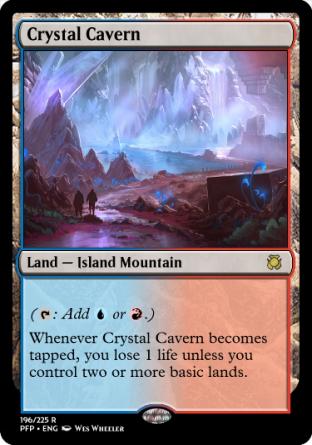 Crystal Cavern
Land — Island Mountain
(: Add or .)
Whenever Crystal Cavern becomes
tapped, you lose 1 life unless you
control two or more basic lands.
196/225 R
PFP • ENG Wes Wheeler